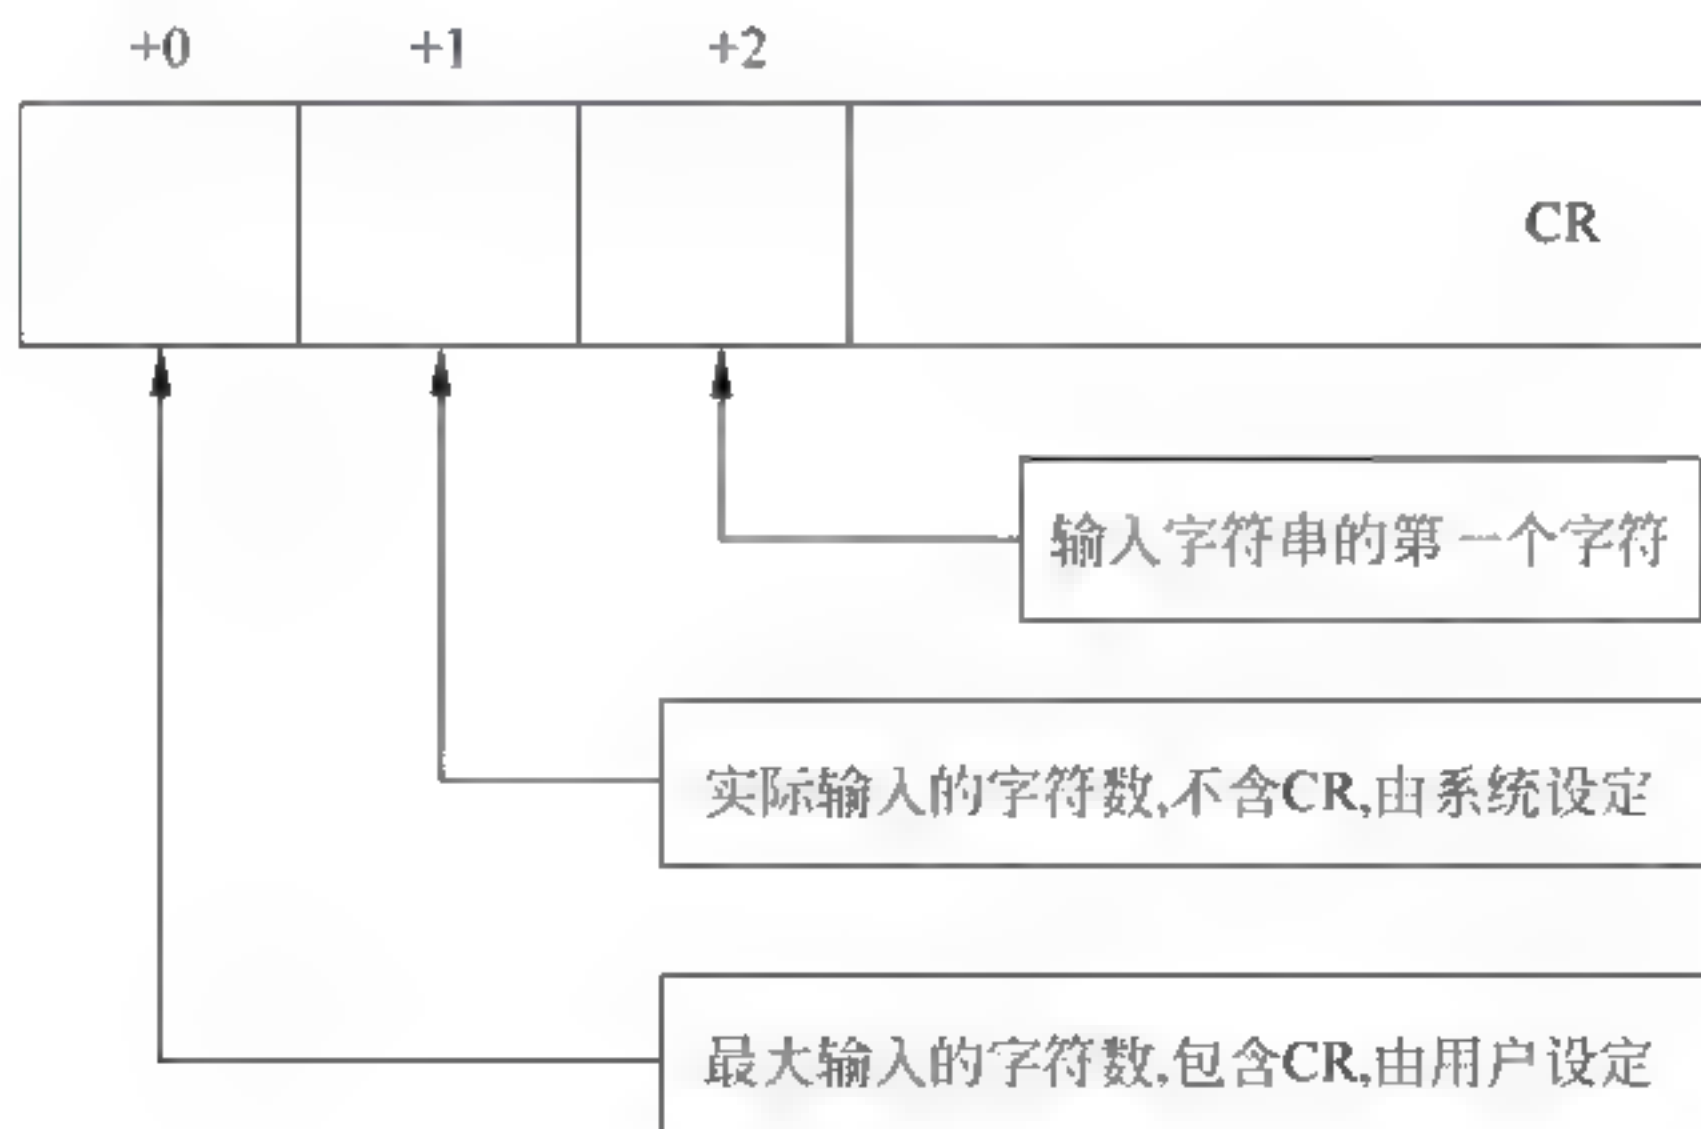 +0 +1 +2
CR
输入字符串的第一个字符
实际输入的字符数,不含CR,由系统设定
最大输入的字符数,包含CR,由用户设定